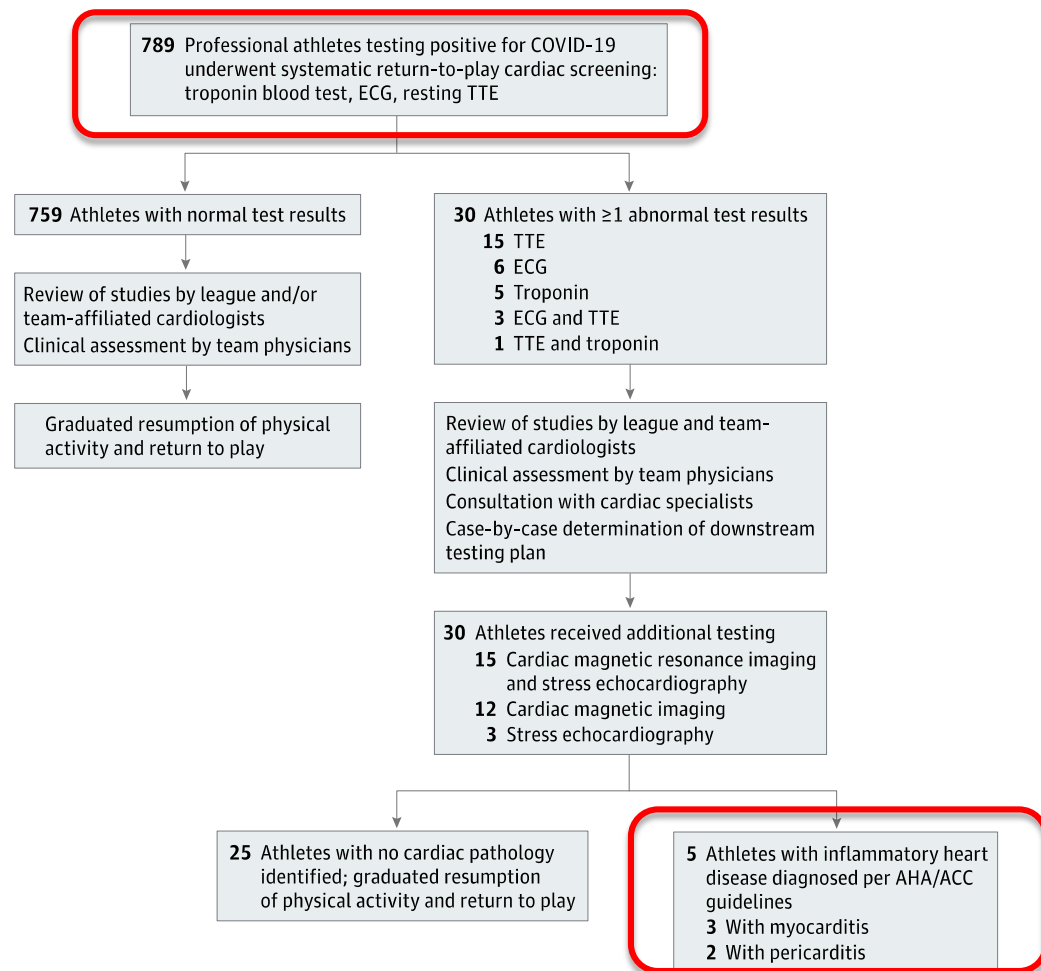 789 Professional athletes testing positive for COVID-19
underwent systematic return-to-play cardiac screening:
troponin blood test, ECG, resting TTE
759 Athletes with normal test results
Review of studies by league and/or
team-affiliated cardiologists
Clinical assessment by team physicians
Graduated resumption of physical
activity and return to play
30 Athletes with ≥1 abnormal test results
15 TTE
6 ECG
5 Troponin
3 ECG and TTE
1 TTE and troponin
Review of studies by league and team-
affiliated cardiologists
Clinical assessment by team physicians
Consultation with cardiac specialists
Case-by-case determination of downstream
testing plan
30 Athletes received additional testing
15 Cardiac magnetic resonance imaging
and stress echocardiography
12 Cardiac magnetic imaging
3 Stress echocardiography
25 Athletes with no cardiac pathology
identified; graduated resumption
of physical activity and return to play
5 Athletes with inflammatory heart
disease diagnosed per AHA/ACC
guidelines
3 With myocarditis
2 With pericarditis